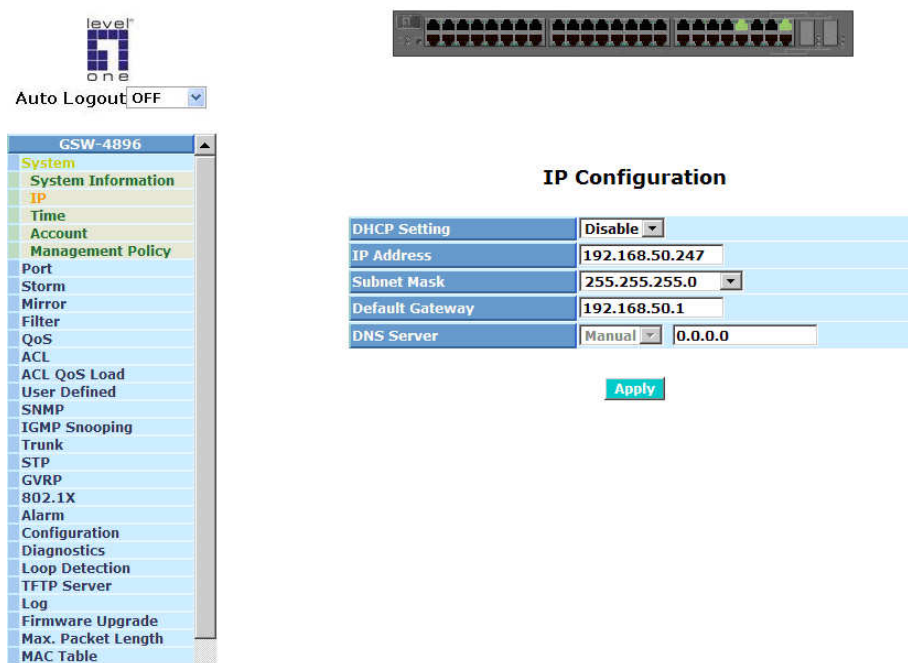 level
one
Auto Logout OFF
GSW-4896
System
System Information
IP
Time
Account
Management Policy
Port
Storm
Mirror
Filter
QoS
ACL
ACL QoS Load
User Defined
SNMP
IGMP Snooping
Trunk
STP
GVRP
802.1X
Alarm
Configuration
Diagnostics
Loop Detection
TFTP Server
Log
Firmware Upgrade
Max. Packet Length
MAC Table
IP Configuration
DHCP Setting Disable
IP Address 192.168.50.247
Subnet Mask 255.255.255.0
Default Gateway 192.168.50.1
DNS Server Manual 0.0.0.0
Apply